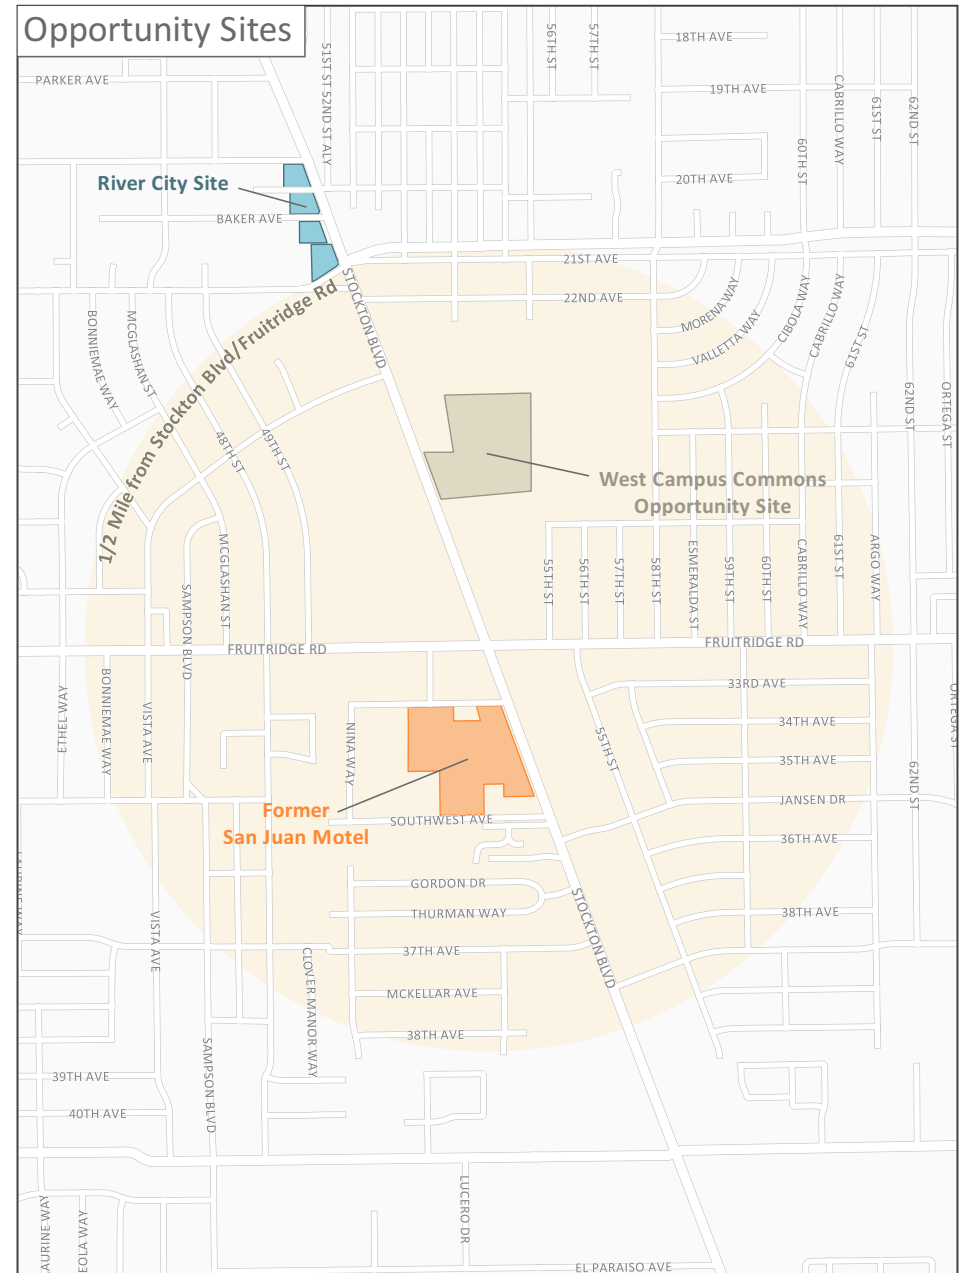 Opportunity Sites
PARKER AVE
51ST ST
52ND ST ALY
56TH ST
57TH ST
18TH AVE
19TH AVE
CABRILLO WAY
61ST ST
62ND ST
60TH ST
20TH AVE
River City Site
BAKER AVE
21ST AVE
22ND AVE
STOCKTON BLVD
1/2 Mile from Stockton Blvd/Fruitridge Rd
BONNIEMAE WAY
MCGLASHAN ST
48TH ST
49TH ST
MORENA WAY
VALLETTA WAY
CIBOLA WAY
CABRILLO WAY
61ST ST
62ND ST
ORTEGA ST
West Campus Commons
Opportunity Site
MCGLASHAN ST
SAMPSON BLVD
55TH ST
56TH ST
57TH ST
58TH ST
ESMERALDA ST
59TH ST
60TH ST
CABRILLO WAY
61ST ST
ARGO WAY
FRUITRIDGE RD
FRUITRIDGE RD
ETHEL WAY
BONNIEMAE WAY
VISTA AVE
NINA WAY
55TH ST
33RD AVE
34TH AVE
35TH AVE
JANSEN DR
36TH AVE
38TH AVE
62ND ST
ORTEGA ST
Former
San Juan Motel
SOUTHWEST AVE
GORDON DR
THURMAN WAY
37TH AVE
MCKELLAR AVE
38TH AVE
STOCKTON BLVD
LAURINE WAY
VISTA AVE
CLOVER MANOR WAY
SAMPSON BLVD
39TH AVE
40TH AVE
LAURINE WAY
EOLA WAY
LUCERO DR
EL PARAISO AVE